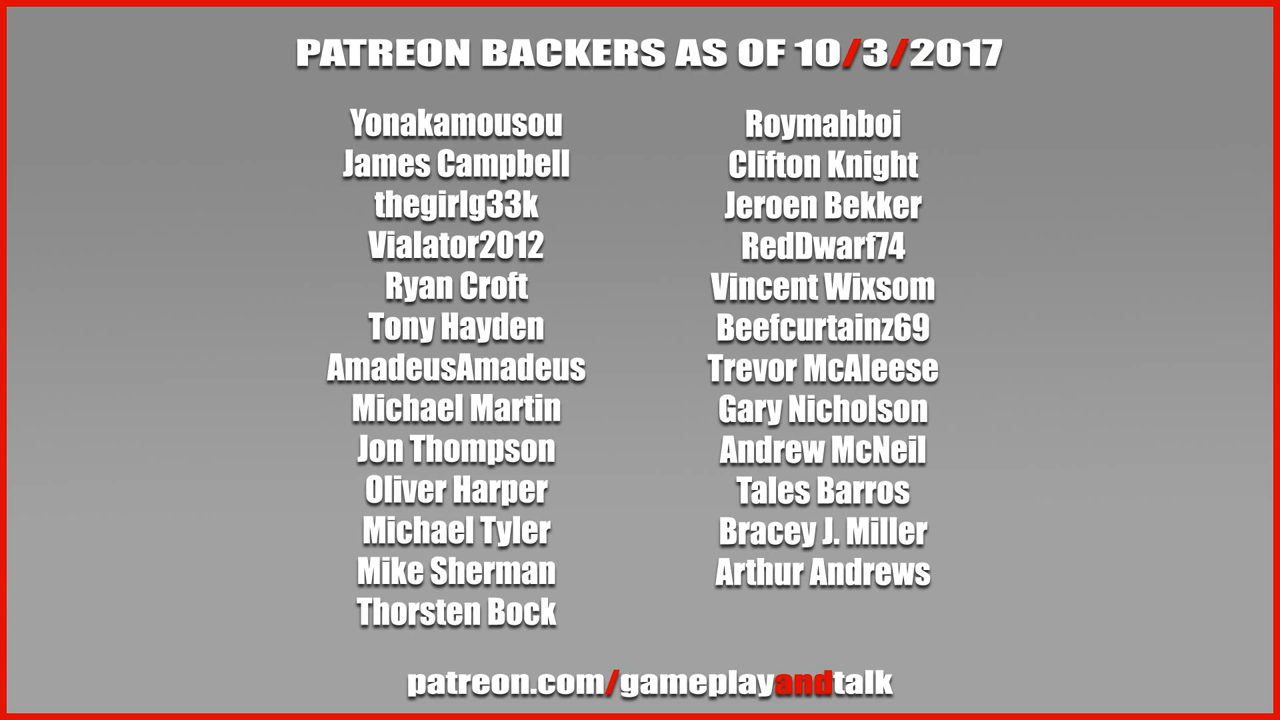 PATREON BACKERS AS OF 10/3/2017
Yonakamousou
James Campbell
thegirlg33k
Vialator2012
Ryan Croft
Tony Hayden
AmadeusAmadeus
Michael Martin
Jon Thompson
Oliver Harper
Michael Tyler
Mike Sherman
Thorsten Bock
Roymahboi
Clifton Knight
Jeroen Bekker
RedDwarf74
Vincent Wixsom
Beefcurtainz69
Trevor McAleese
Gary Nicholson
Andrew McNeil
Tales Barros
Bracey J. Miller
Arthur Andrews
patreon.com/gameplayandtalk